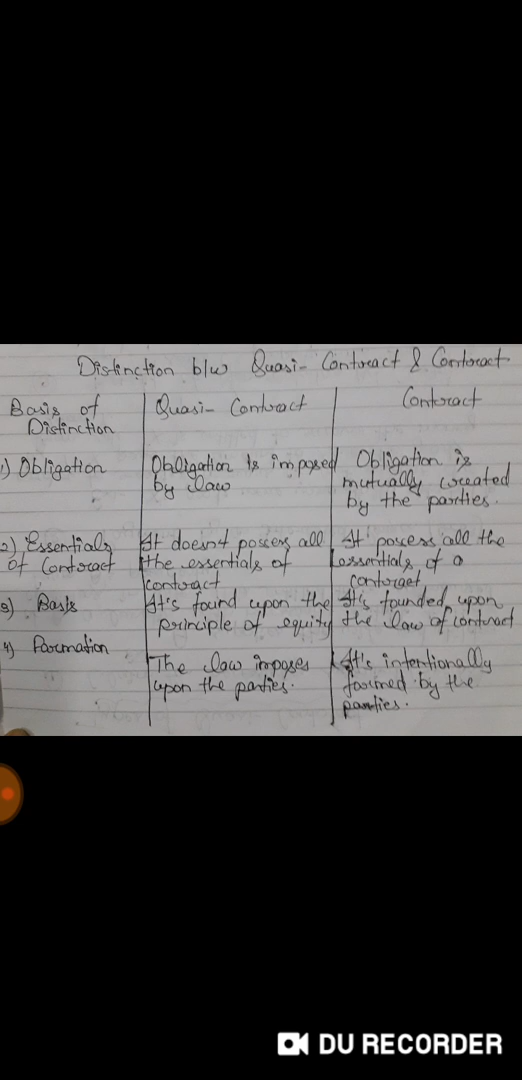 Distinction b/w Quasi- Contract & Contract
Basis of
Distinction
Quasi- Contract
Contract
1) Obligation
Obligation is imposed
by law
Obligation is
mutually created
by the parties.
2) Essentials
of Contract
It doesn't possess all
the essentials of
contract
It possess all the
essentials of a
contract
3) Basis
It's found upon the
principle of equity
It's founded upon
the law of contract
4) Formation
The law imposes
upon the parties.
It's intentionally
formed by the
parties.
DU RECORDER